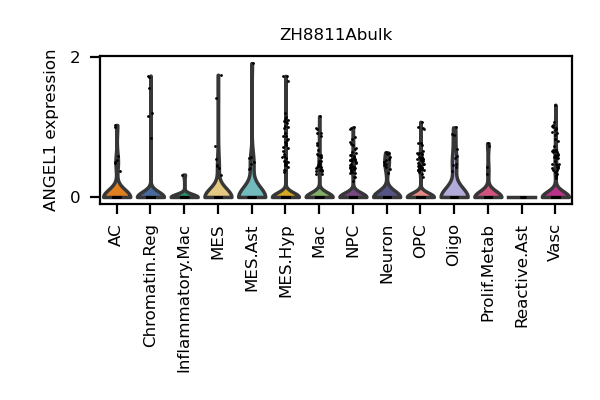 ZH8811Abulk
ANGEL1 expression
2
0
AC
Chromatin.Reg
Inflammatory.Mac
MES
MES.Ast
MES.Hyp
Mac
NPC
Neuron
OPC
Oligo
Prolif.Metab
Reactive.Ast
Vasc